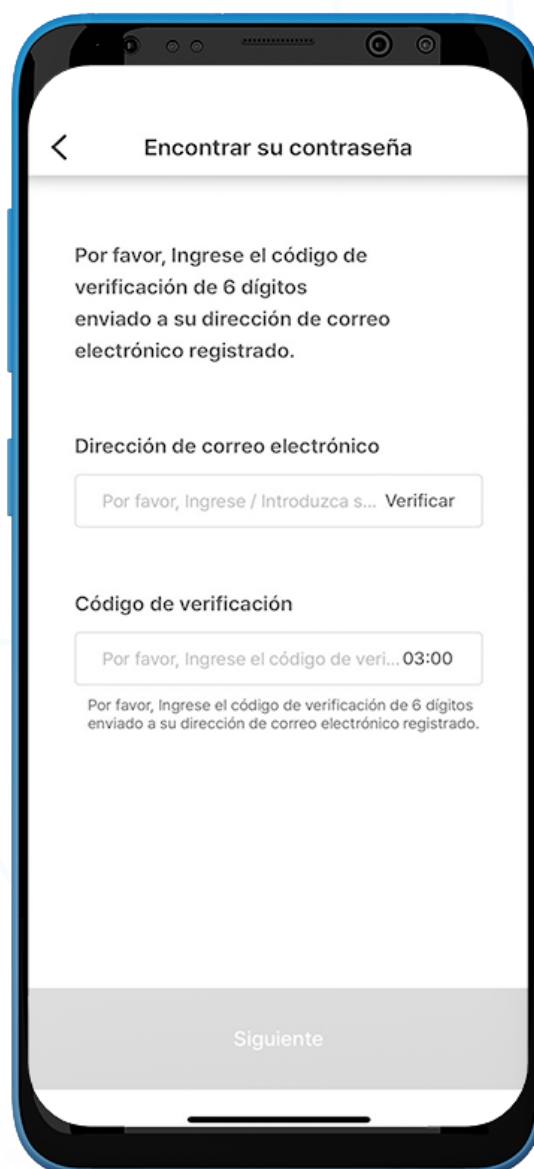 Encontrar su contraseña
Por favor, Ingrese el código de
verificación de 6 dígitos
enviado a su dirección de correo
electrónico registrado.
Dirección de correo electrónico
Por favor, Ingrese / Introduzca s... Verificar
Código de verificación
Por favor, Ingrese el código de veri... 03:00
Por favor, Ingrese el código de verificación de 6 dígitos
enviado a su dirección de correo electrónico registrado.
Siguiente